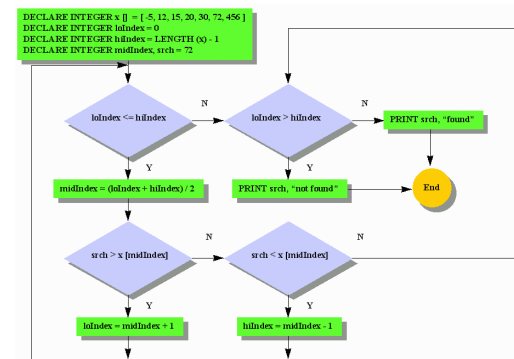 DECLARE INTEGER x [] = [ -5, 12, 15, 20, 30, 72, 456 ]
DECLARE INTEGER loIndex = 0
DECLARE INTEGER hiIndex = LENGTH (x) - 1
DECLARE INTEGER midIndex, srch = 72
loIndex <= hiIndex
N
loIndex > hiIndex
N
PRINT srch, “found”
Y
Y
midIndex = (loIndex + hiIndex) / 2
PRINT srch, “not found”
End
srch > x [midIndex]
N
srch < x [midIndex]
N
Y
Y
loIndex = midIndex + 1
hiIndex = midIndex - 1